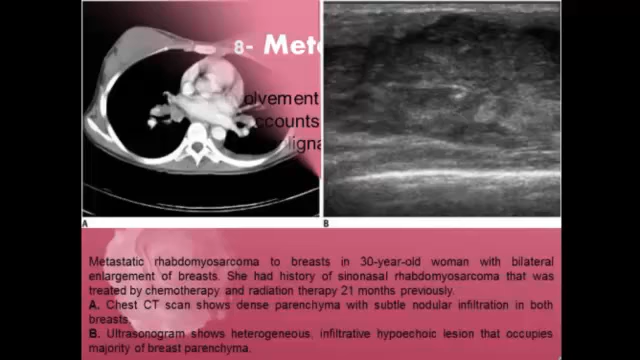 8- Met
olvement
ccounts
ligna
A
B
Metastatic rhabdomyosarcoma to breasts in 30-year-old woman with bilateral
enlargement of breasts. She had history of sinonasal rhabdomyosarcoma that was
treated by chemotherapy and radiation therapy 21 months previously.
A. Chest CT scan shows dense parenchyma with subtle nodular infiltration in both
breasts.
B. Ultrasonogram shows heterogeneous, infiltrative hypoechoic lesion that occupies
majority of breast parenchyma.